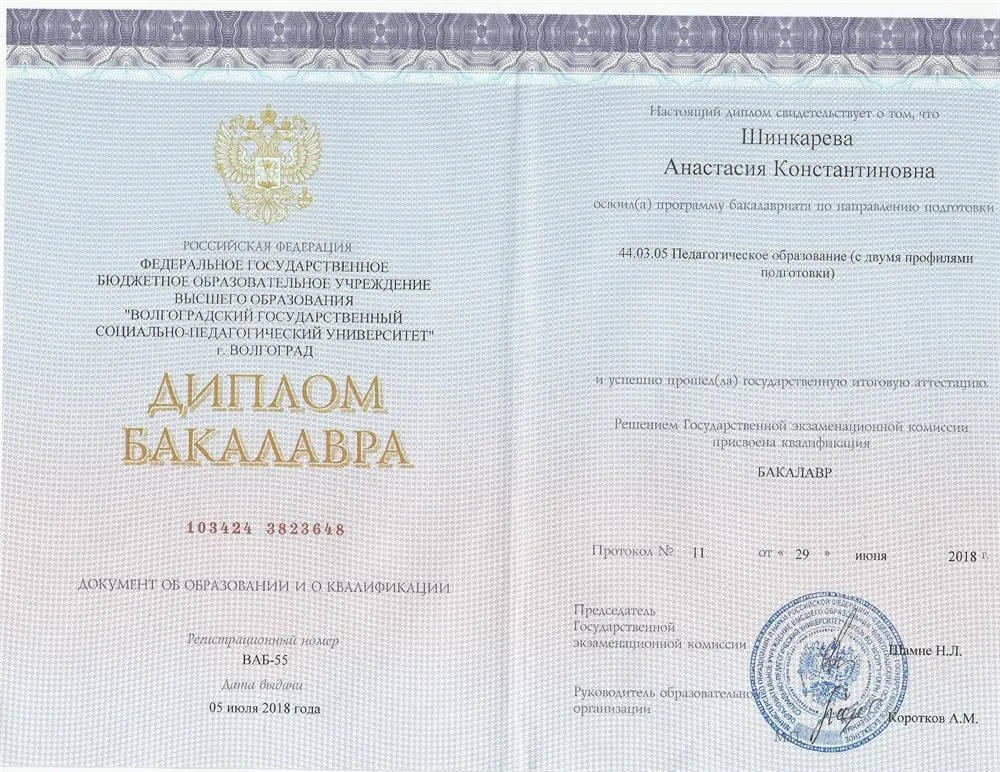 РОССИЙСКАЯ ФЕДЕРАЦИЯ
ФЕДЕРАЛЬНОЕ ГОСУДАРСТВЕННОЕ
БЮДЖЕТНОЕ ОБРАЗОВАТЕЛЬНОЕ УЧРЕЖДЕНИЕ
ВЫСШЕГО ОБРАЗОВАНИЯ
"ВОЛГОГРАДСКИЙ ГОСУДАРСТВЕННЫЙ
СОЦИАЛЬНО-ПЕДАГОГИЧЕСКИЙ УНИВЕРСИТЕТ"
г. ВОЛГОГРАД
ДИПЛОМ
БАКАЛАВРА
103424 3823648
ДОКУМЕНТ ОБ ОБРАЗОВАНИИ И О КВАЛИФИКАЦИИ
Регистрационный номер
ВАБ-55
Дата выдачи
05 июля 2018 года
Настоящий диплом свидетельствует о том, что
Шинкарева
Анастасия Константиновна
освоил(а) программу бакалавриата по направлению подготовки
44.03.05 Педагогическое образование (с двумя профилями
подготовки)
и успешно прошел(ла) государственную итоговую аттестацию.
Решением Государственной экзаменационной комиссии
присвоена квалификация
БАКАЛАВР
Протокол № 11 от « 29 » июня 2018 г.
Председатель
Государственной
экзаменационной комиссии
Шамне Н.Л.
Руководитель образовательно
организации
Коротков А.М.
М.П.